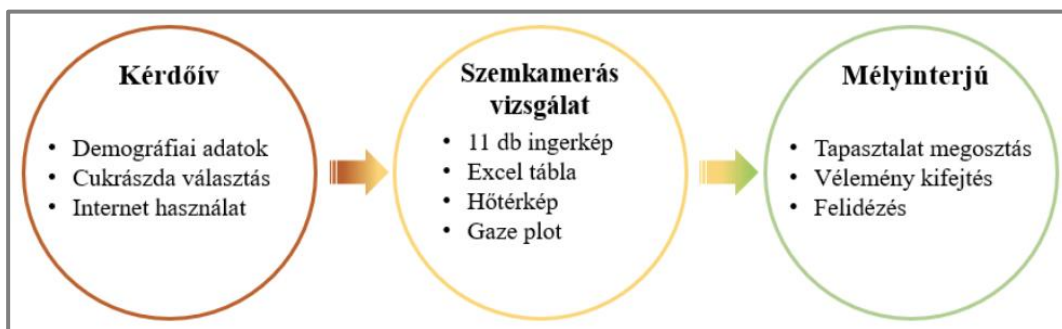 Kérdőív
• Demográfiai adatok
• Cukrászda választás
• Internet használat
Szemkamerás
vizsgálat
• 11 db ingerkép
• Excel tábla
• Hőtérkép
• Gaze plot
Mélyinterjú
• Tapasztalat megosztás
• Vélemény kifejtés
• Felidézés